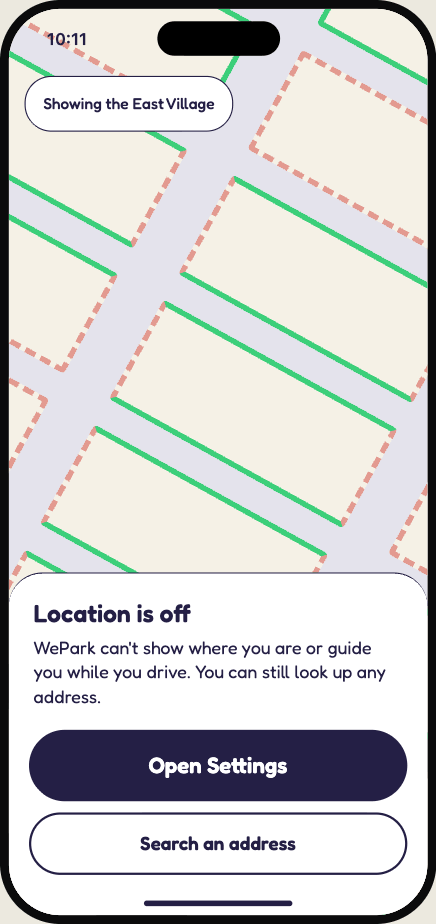 10:11
Showing the East Village
Location is off
WePark can't show where you are or guide
you while you drive. You can still look up any
address.
Open Settings
Search an address